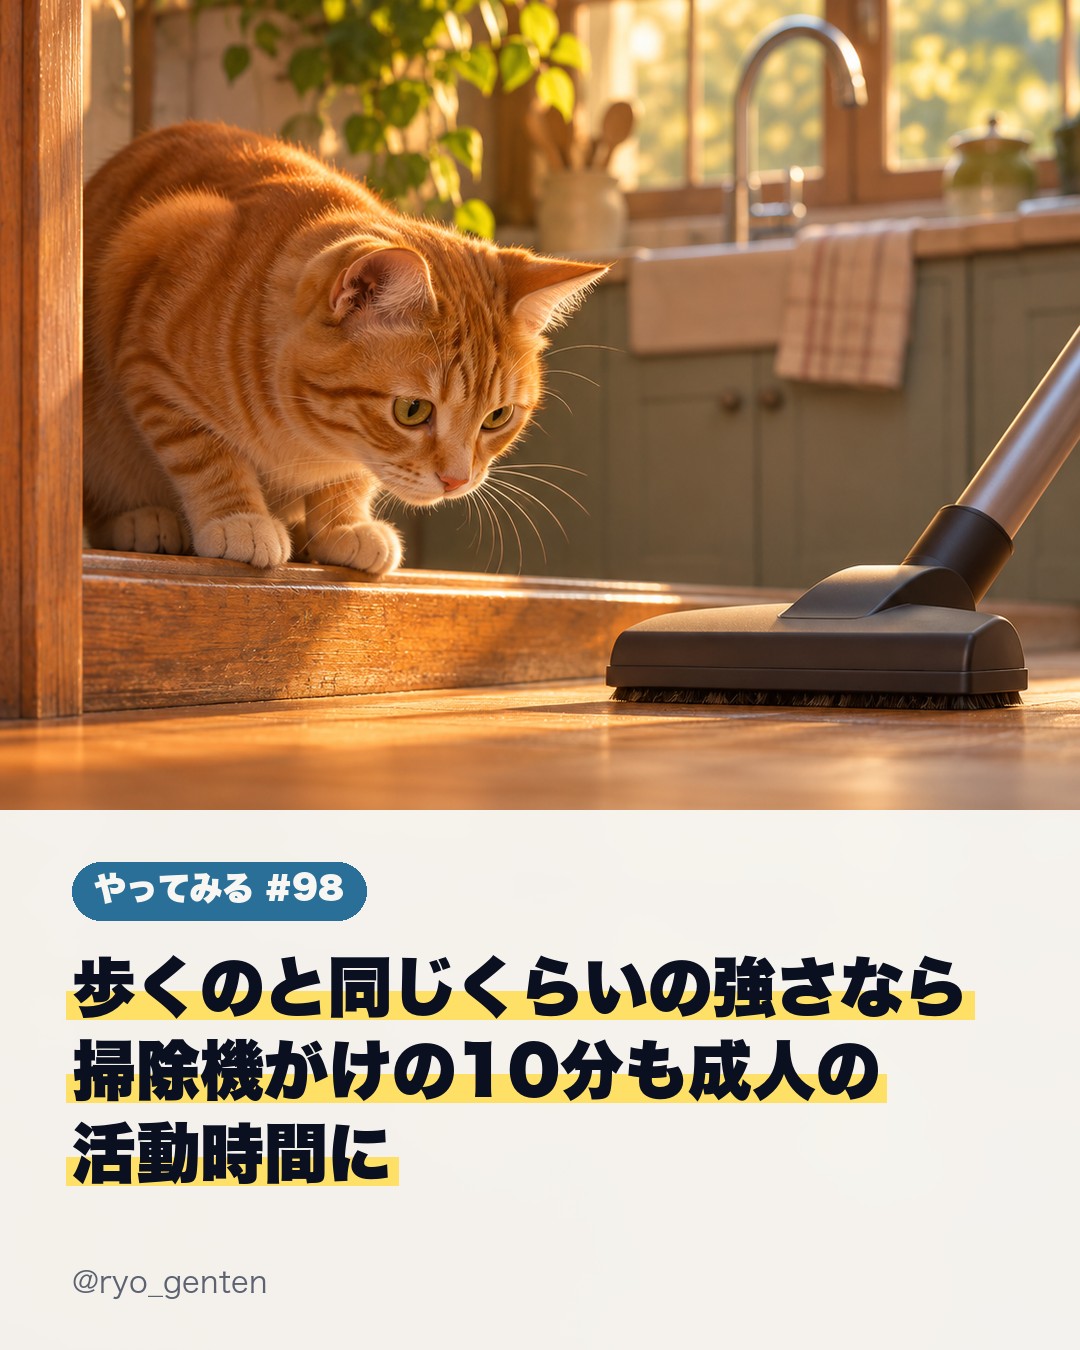 やってみる #98
歩くのと同じくらいの強さなら
掃除機がけの10分も成人の
活動時間に
@ryo_genten